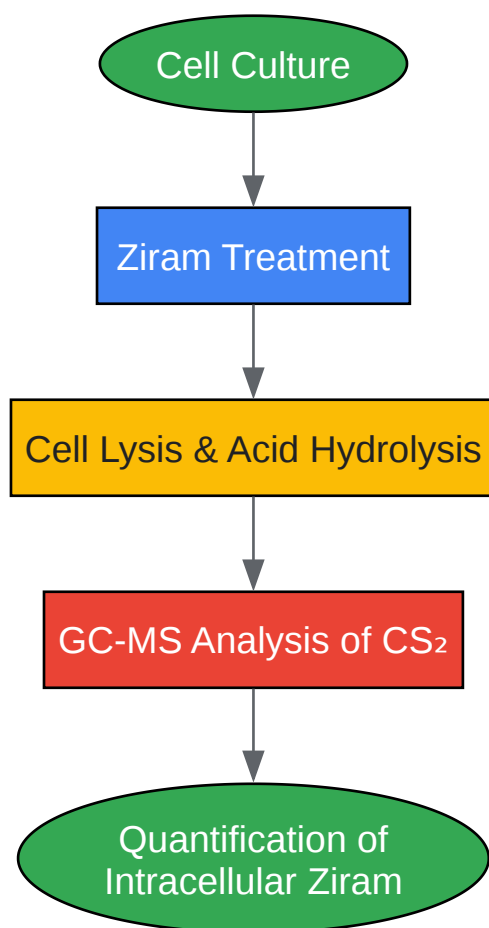 Cell Culture
Ziram Treatment
Cell Lysis & Acid Hydrolysis
GC-MS Analysis of CS₂
Quantification of
Intracellular Ziram